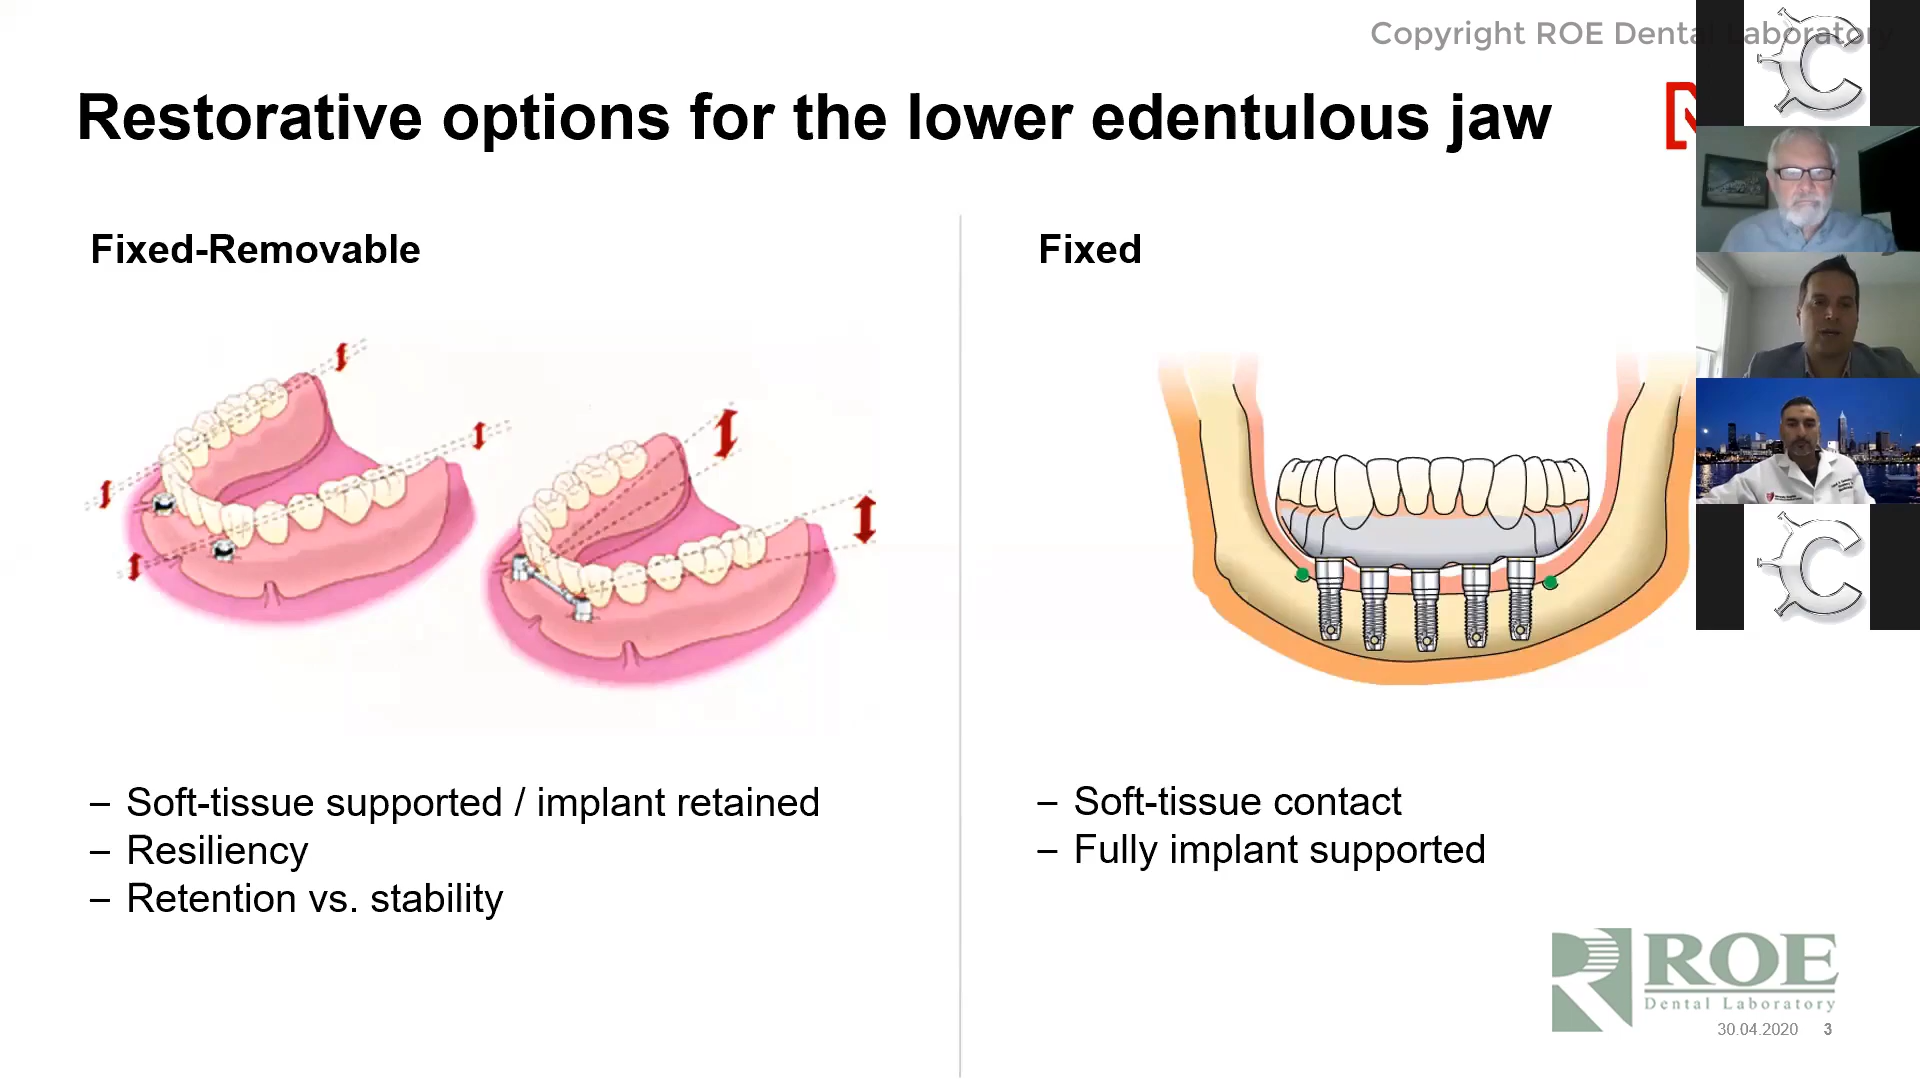 Copyright ROE Dental Laboratory
Restorative options for the lower edentulous jaw
Fixed-Removable
– Soft-tissue supported / implant retained
– Resiliency
– Retention vs. stability
Fixed
– Soft-tissue contact
– Fully implant supported
ROE
Dental Laboratory
30.04.2020 3